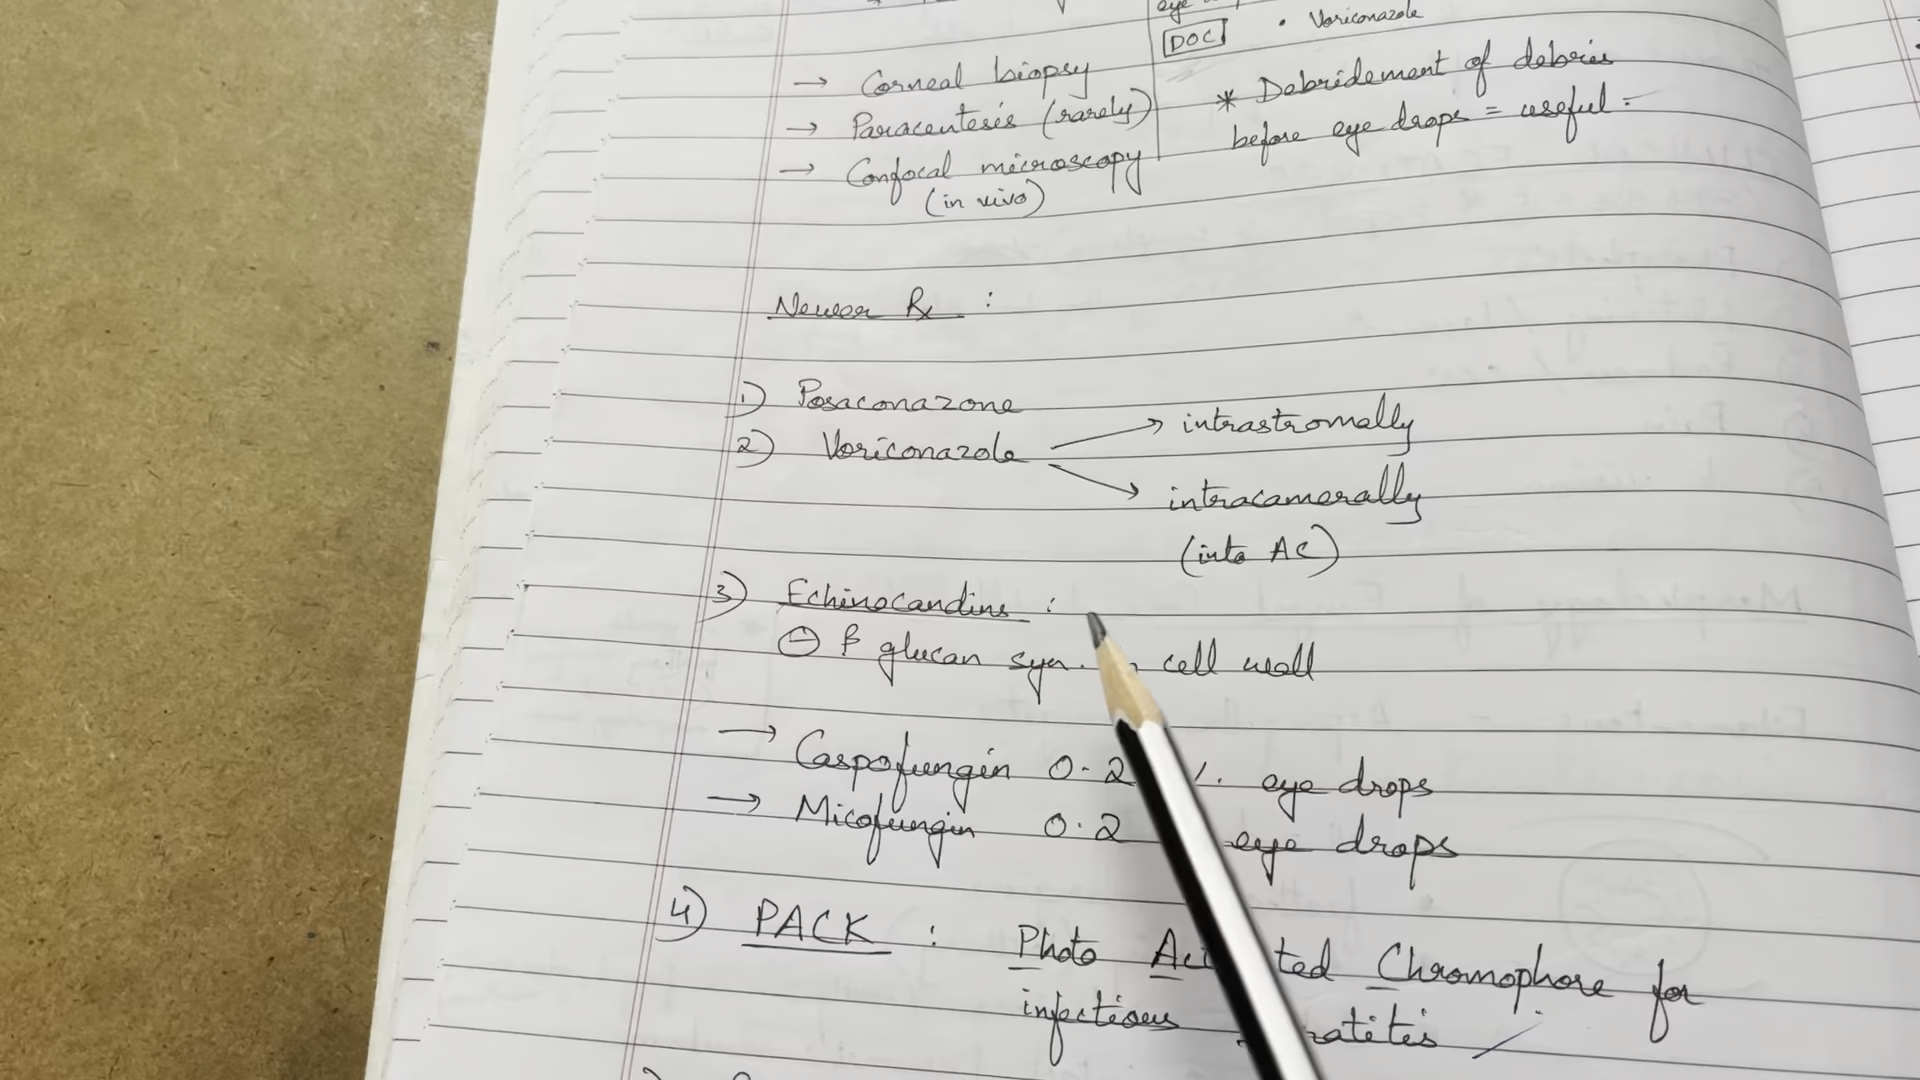 eye
DOC
• Voriconazole
→ Corneal biopsy
→ Paracentesis (rarely)
→ Confocal microscopy
(in vivo)
* Debridement of debries
before eye drops = useful.
Newer Rx :
1) Posaconazone
2) Voriconazole → intrastromally
→ intracamerally
(into AC)
3) Echinocandins :
⊖ β glucan syn. cell wall
→ Caspofungin 0.2 %. eye drops
→ Micofungin 0.2 eye drops
4) PACK : Photo Chromophore for
infectious